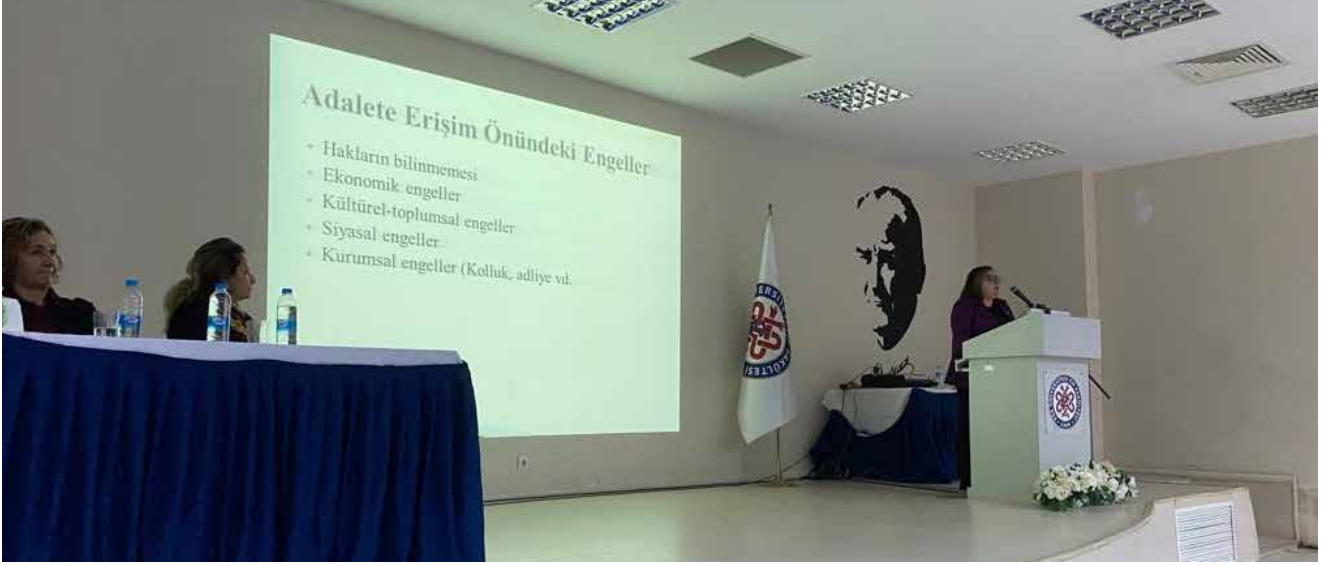 Adalete Erişim Önündeki Engeller
Hakların bilinmemesi
Ekonomik engeller
Kültürel-toplumsal engeller
Siyasal engeller
Kurumsal engeller (Kolluk, adliye vd.